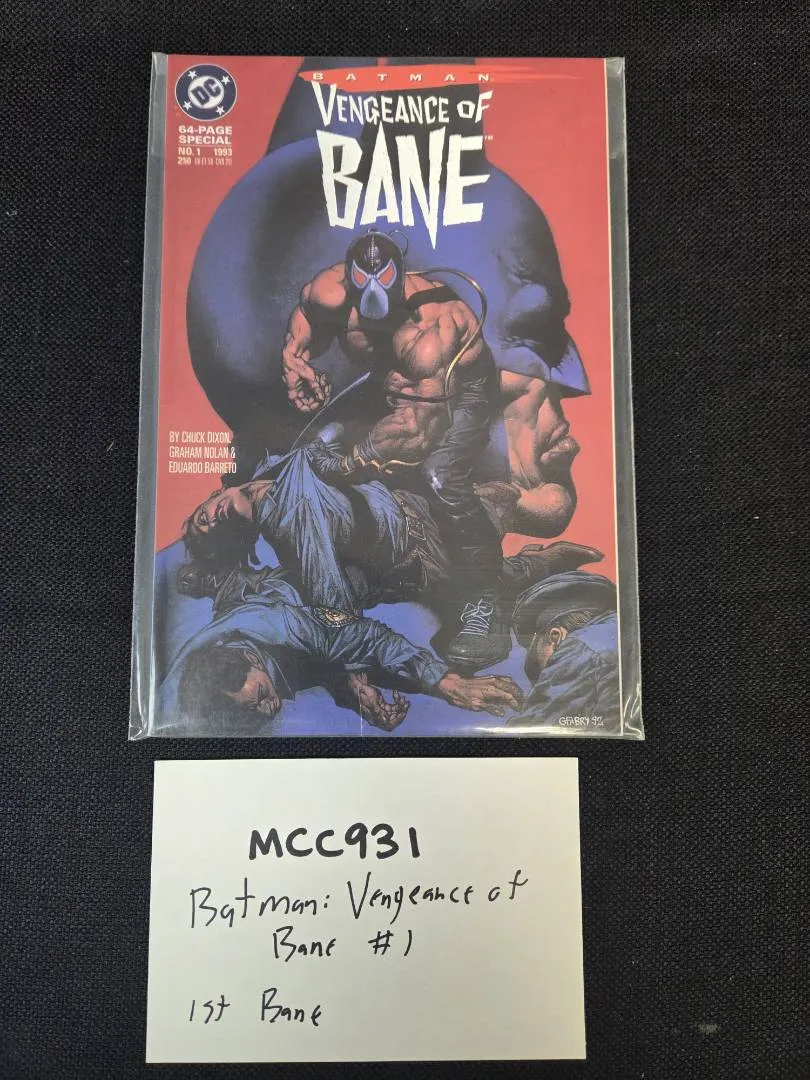 DC
BATMAN
VENGEANCE OF
BANE™
64-PAGE
SPECIAL
NO. 1 1993
BY CHUCK DIXON,
GRAHAM NOLAN &
EDUARDO BARRETO
GFABRY 92
MCC931
Batman: Vengeance of
Bane #1
1st Bane